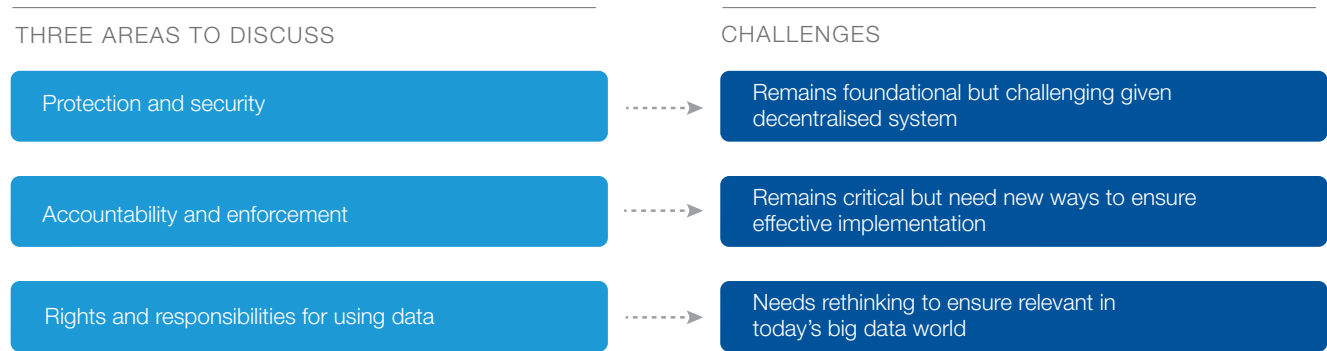 THREE AREAS TO DISCUSS
CHALLENGES
Protection and security
Remains foundational but challenging given
decentralised system
Accountability and enforcement
Remains critical but need new ways to ensure
effective implementation
Rights and responsibilities for using data
Needs rethinking to ensure relevant in
today's big data world